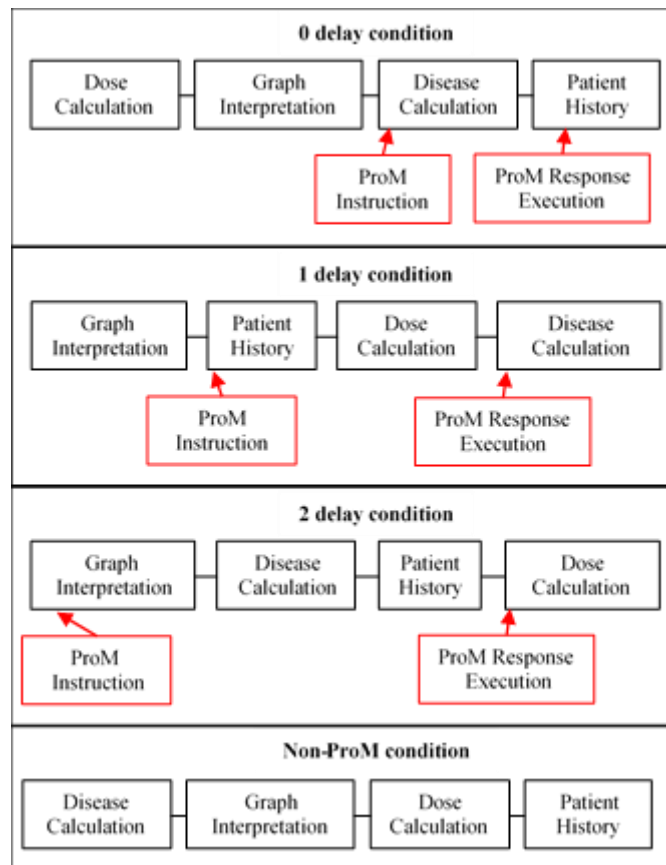 0 delay condition
Dose
Calculation
Graph
Interpretation
Disease
Calculation
Patient
History
ProM
Instruction
ProM Response
Execution
1 delay condition
Graph
Interpretation
Patient
History
Dose
Calculation
Disease
Calculation
ProM
Instruction
ProM Response
Execution
2 delay condition
Graph
Interpretation
Disease
Calculation
Patient
History
Dose
Calculation
ProM
Instruction
ProM Response
Execution
Non-ProM condition
Disease
Calculation
Graph
Interpretation
Dose
Calculation
Patient
History